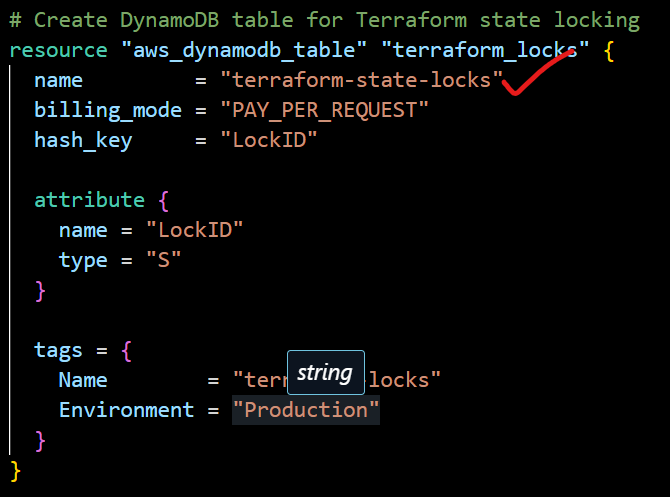 # Create DynamoDB table for Terraform state locking
resource "aws_dynamodb_table" "terraform_locks" {
name = "terraform-state-locks"
billing_mode = "PAY_PER_REQUEST"
hash_key = "LockID"
attribute {
name = "LockID"
type = "S"
}
tags = {
string
Name = "terr locks"
Environment = "Production"
}
}